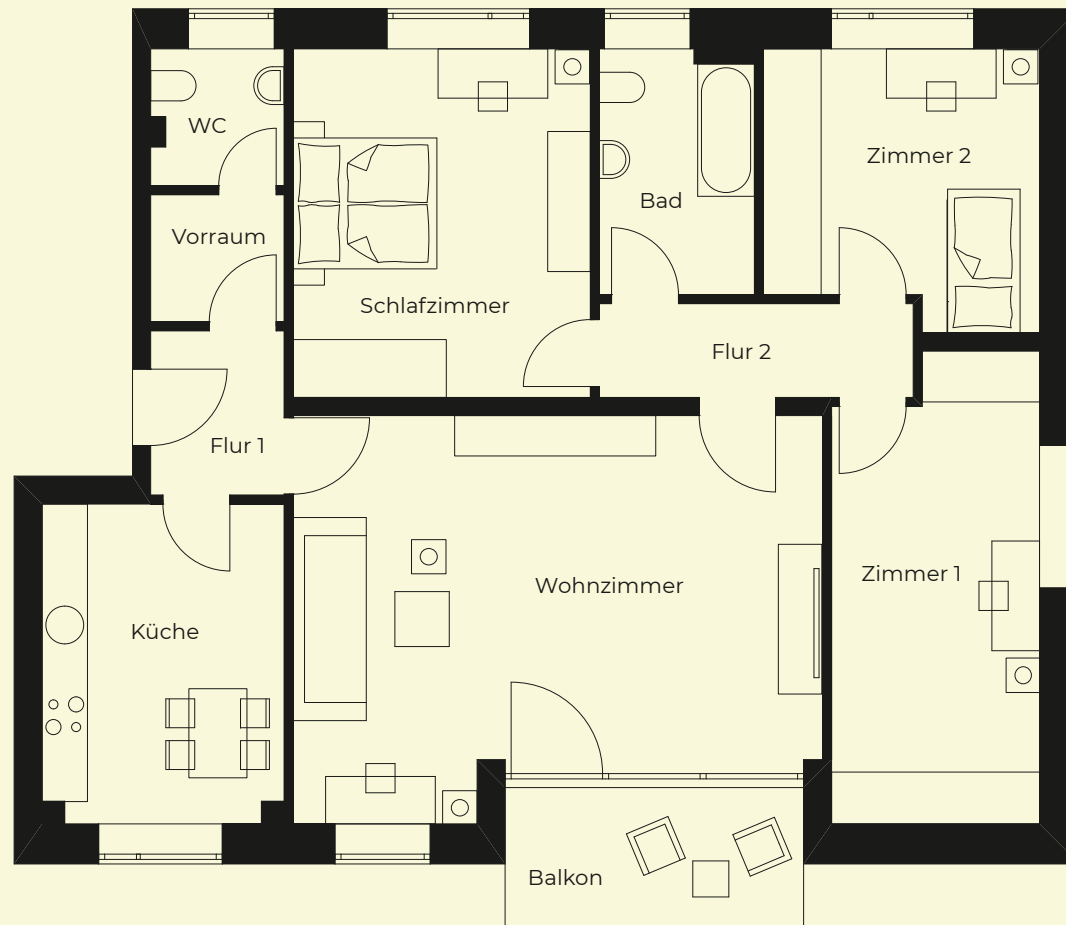 WC
Zimmer 2
Bad
Vorraum
Schlafzimmer
Flur 2
Flur 1
Zimmer 1
Wohnzimmer
Küche
Balkon